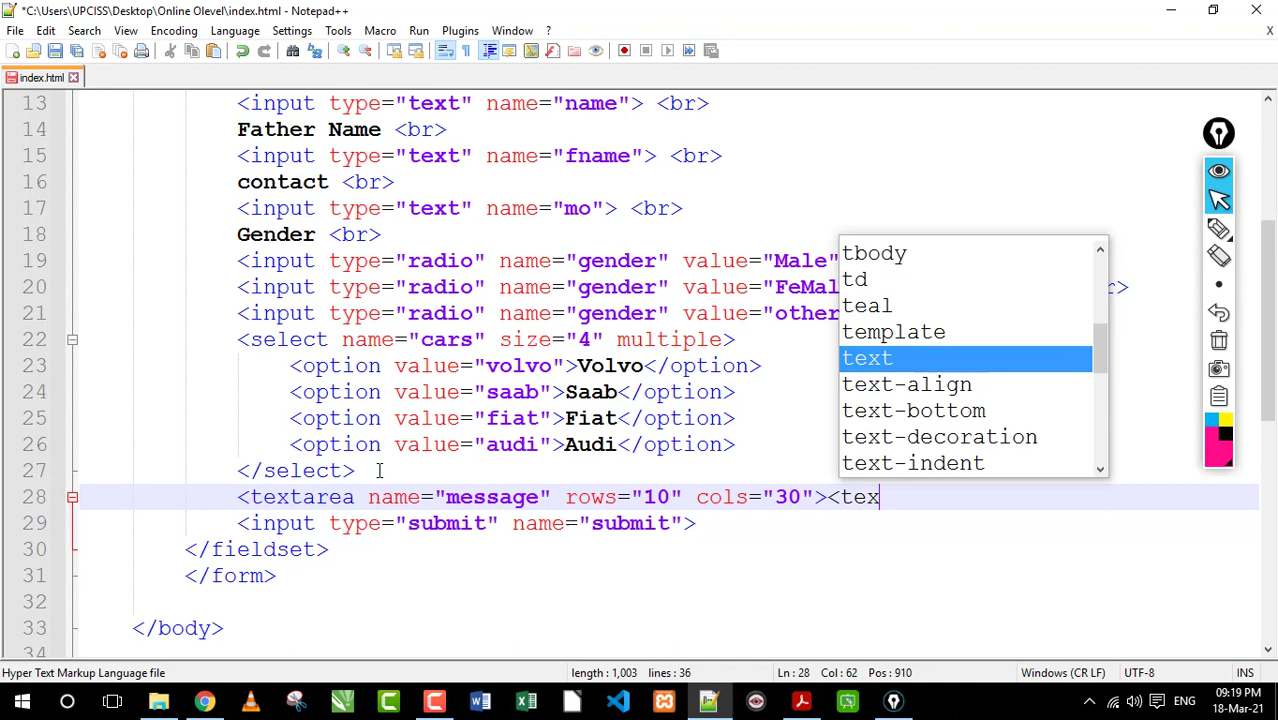 *C:\Users\UPCISS\Desktop\Online Olevel\index.html - Notepad++
File Edit Search View Encoding Language Settings Tools Macro Run Plugins Window ?
X
index.html
13 <input type="text" name="name"> <br>
14 Father Name <br>
15 <input type="text" name="fname"> <br>
16 contact <br>
17 <input type="text" name="mo"> <br>
18 Gender <br>
19 <input type="radio" name="gender" value="Male"
20 <input type="radio" name="gender" value="FeMal r>
21 <input type="radio" name="gender" value="other
22 <select name="cars" size="4" multiple>
23 <option value="volvo">Volvo</option>
24 <option value="saab">Saab</option>
25 <option value="fiat">Fiat</option>
26 <option value="audi">Audi</option>
27 </select>
28 <textarea name="message" rows="10" cols="30"><tex
29 <input type="submit" name="submit">
30 </fieldset>
31 </form>
32
33 </body>
34
tbody
td
teal
template
text
text-align
text-bottom
text-decoration
text-indent
Hyper Text Markup Language file length : 1,003 lines : 36 Ln : 28 Col : 62 Pos : 910 Windows (CR LF) UTF-8 INS
ENG 09:19 PM
18-Mar-21